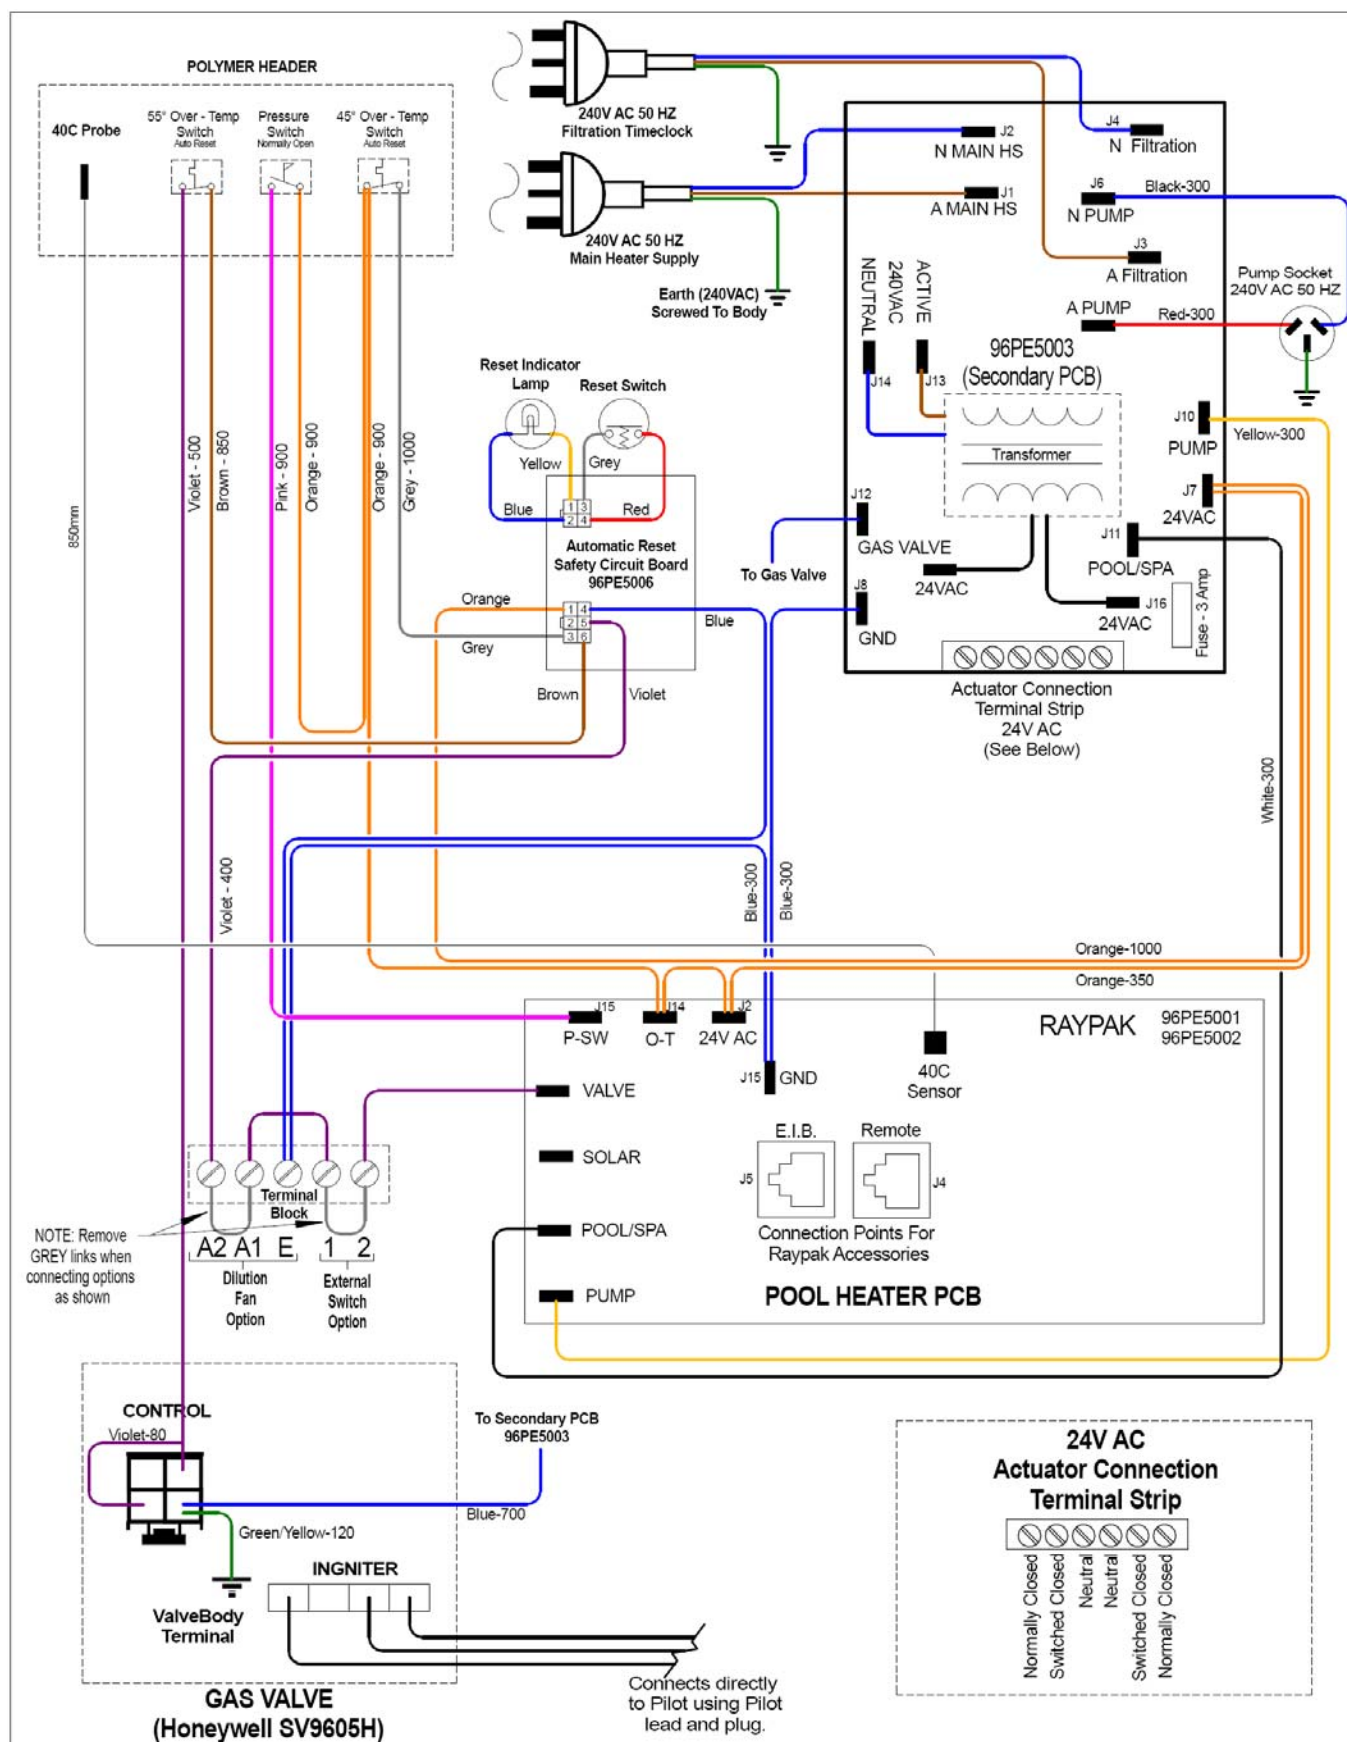 POLYMER HEADER
40C Probe
55° Over - Temp
Switch
Auto Reset
Pressure
Switch
Normally Open
45° Over - Temp
Switch
Auto Reset
240V AC 50 HZ
Filtration Timeclock
240V AC 50 HZ
Main Heater Supply
Earth (240VAC)
Screwed To Body
J2
N MAIN HS
J1
A MAIN HS
J4
N Filtration
J6
Black-300
N PUMP
J3
A Filtration
A PUMP
Red-300
Pump Socket
240V AC 50 HZ
NEUTRAL
240VAC
ACTIVE
J14
J13
96PE5003
(Secondary PCB)
Transformer
J10
Yellow-300
PUMP
J7
24VAC
J12
GAS VALVE
To Gas Valve
J11
POOL/SPA
24VAC
J8
GND
J16
24VAC
Fuse - 3 Amp
Actuator Connection
Terminal Strip
24V AC
(See Below)
Reset Indicator
Lamp
Reset Switch
Yellow
Grey
Blue
1 3
2 4
Red
Automatic Reset
Safety Circuit Board
96PE5006
Orange
1 4
2 5
3 6
Blue
Grey
Brown
Violet
850mm
Violet - 500
Brown - 850
Pink - 900
Orange - 900
Orange - 900
Grey - 1000
Violet - 400
Blue-300
Blue-300
White-300
Orange-1000
Orange-350
J15
P-SW
J14
O-T
J2
24V AC
RAYPAK
96PE5001
96PE5002
J15
GND
40C
Sensor
VALVE
SOLAR
POOL/SPA
PUMP
E.I.B.
J5
Remote
J4
Connection Points For
Raypak Accessories
POOL HEATER PCB
Terminal
Block
NOTE: Remove
GREY links when
connecting options
as shown
A2 A1 E
1 2
Dilution
Fan
Option
External
Switch
Option
CONTROL
Violet-80
To Secondary PCB
96PE5003
Blue-700
Green/Yellow-120
INGNITER
ValveBody
Terminal
GAS VALVE
(Honeywell SV9605H)
Connects directly
to Pilot using Pilot
lead and plug.
24V AC
Actuator Connection
Terminal Strip
Normally Closed
Switched Closed
Neutral
Neutral
Switched Closed
Normally Closed